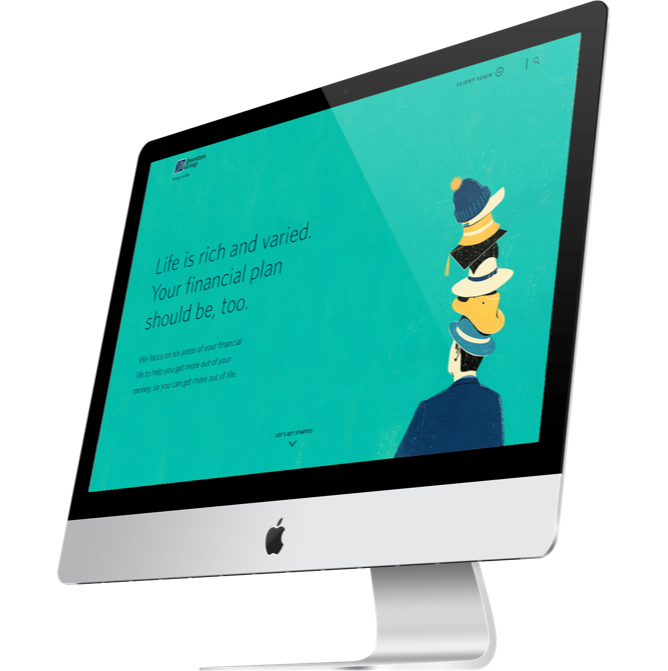 CLIENT LOGIN
Group
Life is rich and varied.
Your financial plan
should be, too.
We focus on six areas of your financial
life to help you get more out of your
money, so you can get more out of life.
LET'S GET STARTED